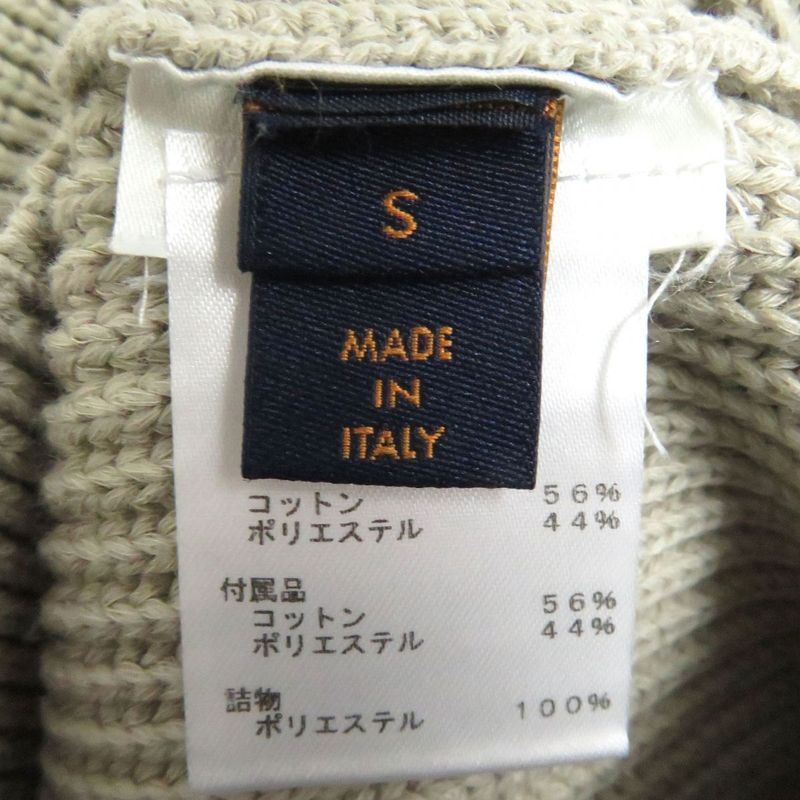 S
MADE
IN
ITALY
コットン 56%
ポリエステル 44%
付属品
コットン 56%
ポリエステル 44%
詰物
ポリエステル 100%